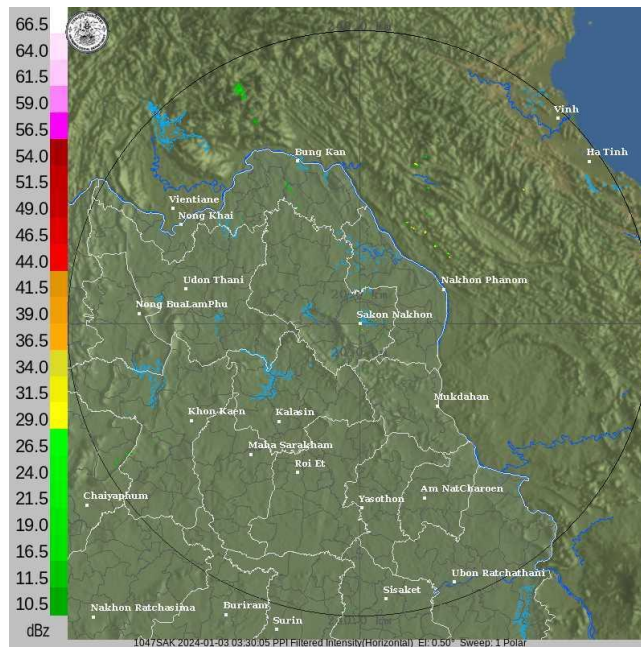 66.5
64.0
61.5
59.0
56.5
54.0
51.5
49.0
46.5
44.0
41.5
39.0
36.5
34.0
31.5
29.0
26.5
24.0
21.5
19.0
16.5
11.5
10.5
dBz
Vinh
Ha Tinh
Bung Kan
Vientiane
Nong Khai
Udon Thani
Nakhon Phanom
Nong BuaLamPhu
Sakon Nakhon
Mukdahan
Khon Kaen
Kalasin
Maha Sarakham
Roi Et
Chaiyaphum
Am NatCharoen
Yasothon
Ubon Ratchathani
Sisaket
Nakhon Ratchasima
Buriram
Surin
1047SAK 2024-01-03 03:30:05 PPI Filtered Intensity(Horizontal) El: 0.50° Sweep: 1 Polar